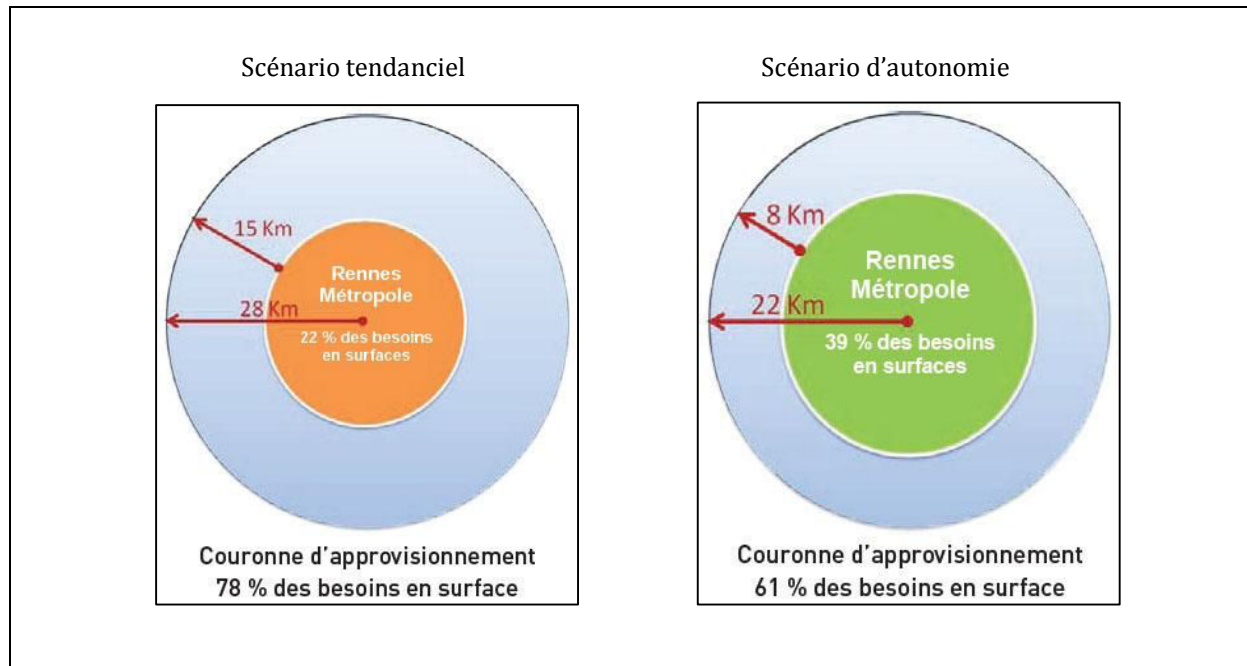 Scénario tendanciel
15 Km
Rennes
Métropole
28 Km
22 % des besoins
en surfaces
Couronne d'approvisionnement
78 % des besoins en surface
Scénario d'autonomie
8 Km
Rennes
Métropole
22 Km
39 % des besoins
en surfaces
Couronne d'approvisionnement
61 % des besoins en surface